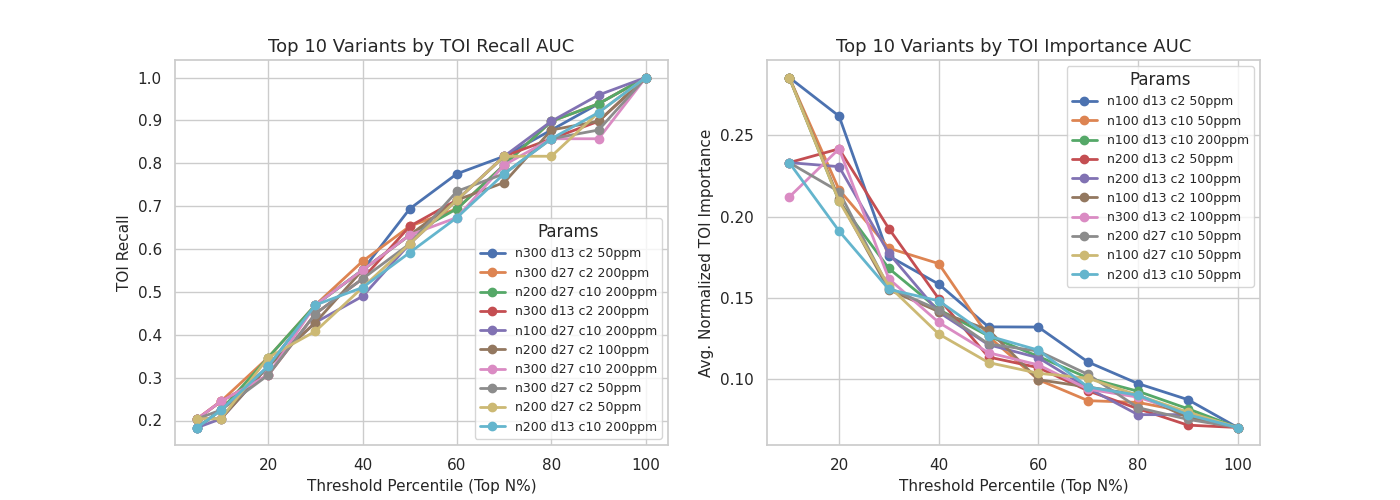 Top 10 Variants by TOI Recall AUC
1.0
0.9
0.8
0.7
0.6
0.5
0.4
0.3
0.2
TOI Recall
20
40
60
80
100
Threshold Percentile (Top N%)
Params
n300 d13 c2 50ppm
n300 d27 c2 200ppm
n200 d27 c10 200ppm
n300 d13 c2 200ppm
n100 d27 c10 200ppm
n200 d27 c2 100ppm
n300 d27 c10 200ppm
n300 d27 c2 50ppm
n200 d27 c2 50ppm
n200 d13 c10 200ppm
Top 10 Variants by TOI Importance AUC
0.25
0.20
0.15
0.10
Avg. Normalized TOI Importance
20
40
60
80
100
Threshold Percentile (Top N%)
Params
n100 d13 c2 50ppm
n100 d13 c10 50ppm
n100 d13 c10 200ppm
n200 d13 c2 50ppm
n200 d13 c2 100ppm
n100 d13 c2 100ppm
n300 d13 c2 100ppm
n200 d27 c10 50ppm
n100 d27 c10 50ppm
n200 d13 c10 50ppm